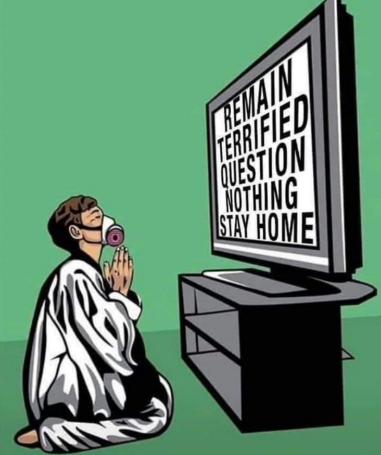 REMAIN
TERRIFIED
QUESTION
NOTHING
STAY HOME